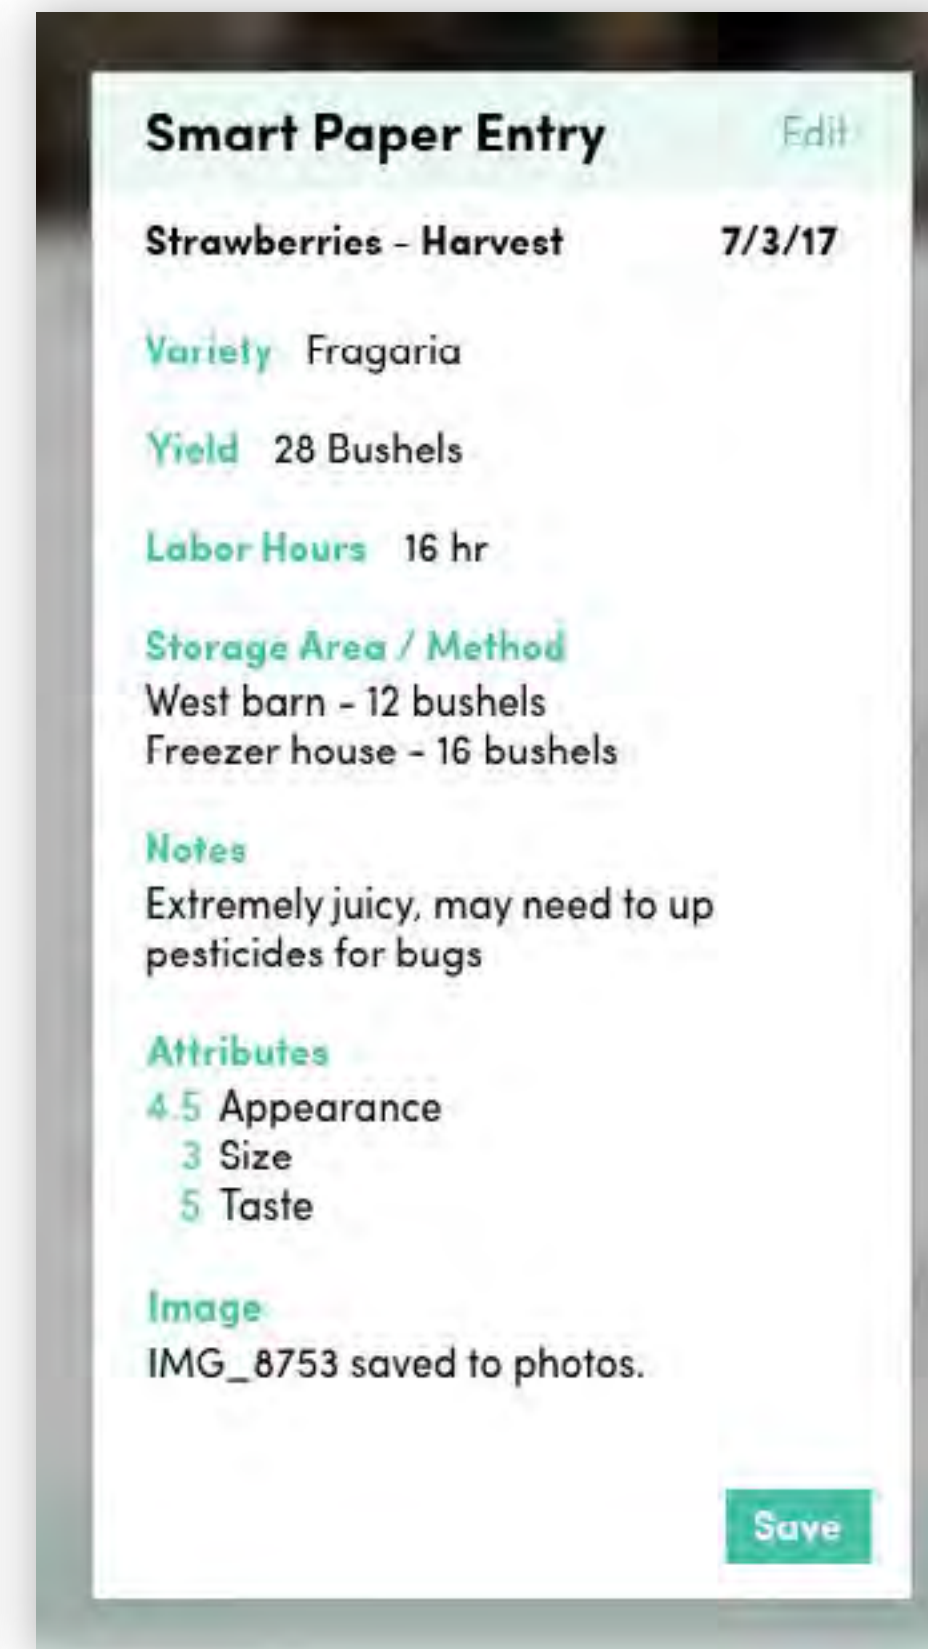 Smart Paper Entry Edit
Strawberries - Harvest 7/3/17
Variety Fragaria
Yield 28 Bushels
Labor Hours 16 hr
Storage Area / Method
West barn - 12 bushels
Freezer house - 16 bushels
Notes
Extremely juicy, may need to up
pesticides for bugs
Attributes
4.5 Appearance
3 Size
5 Taste
Image
IMG_8753 saved to photos.
Save